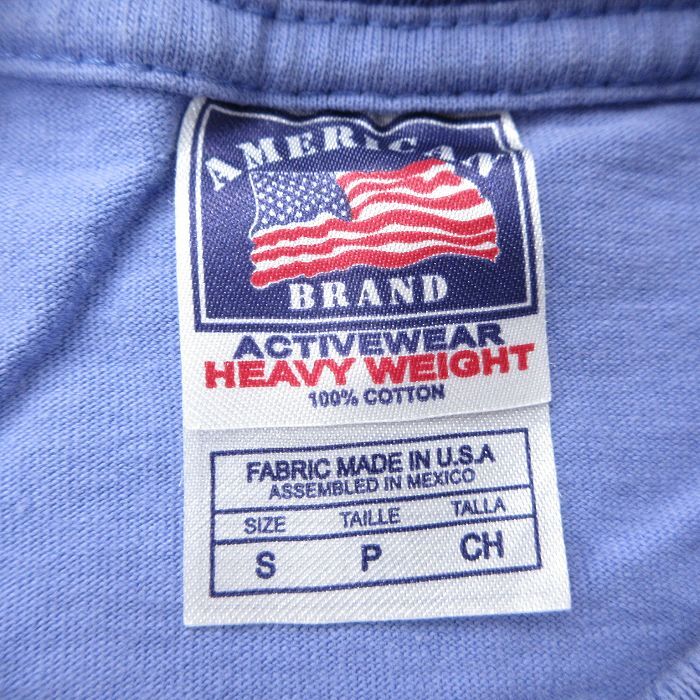 AMERICAN
BRAND
ACTIVEWEAR
HEAVY WEIGHT
100% COTTON
FABRIC MADE IN U.S.A
ASSEMBLED IN MEXICO
SIZE TAILLE TALLA
S P CH